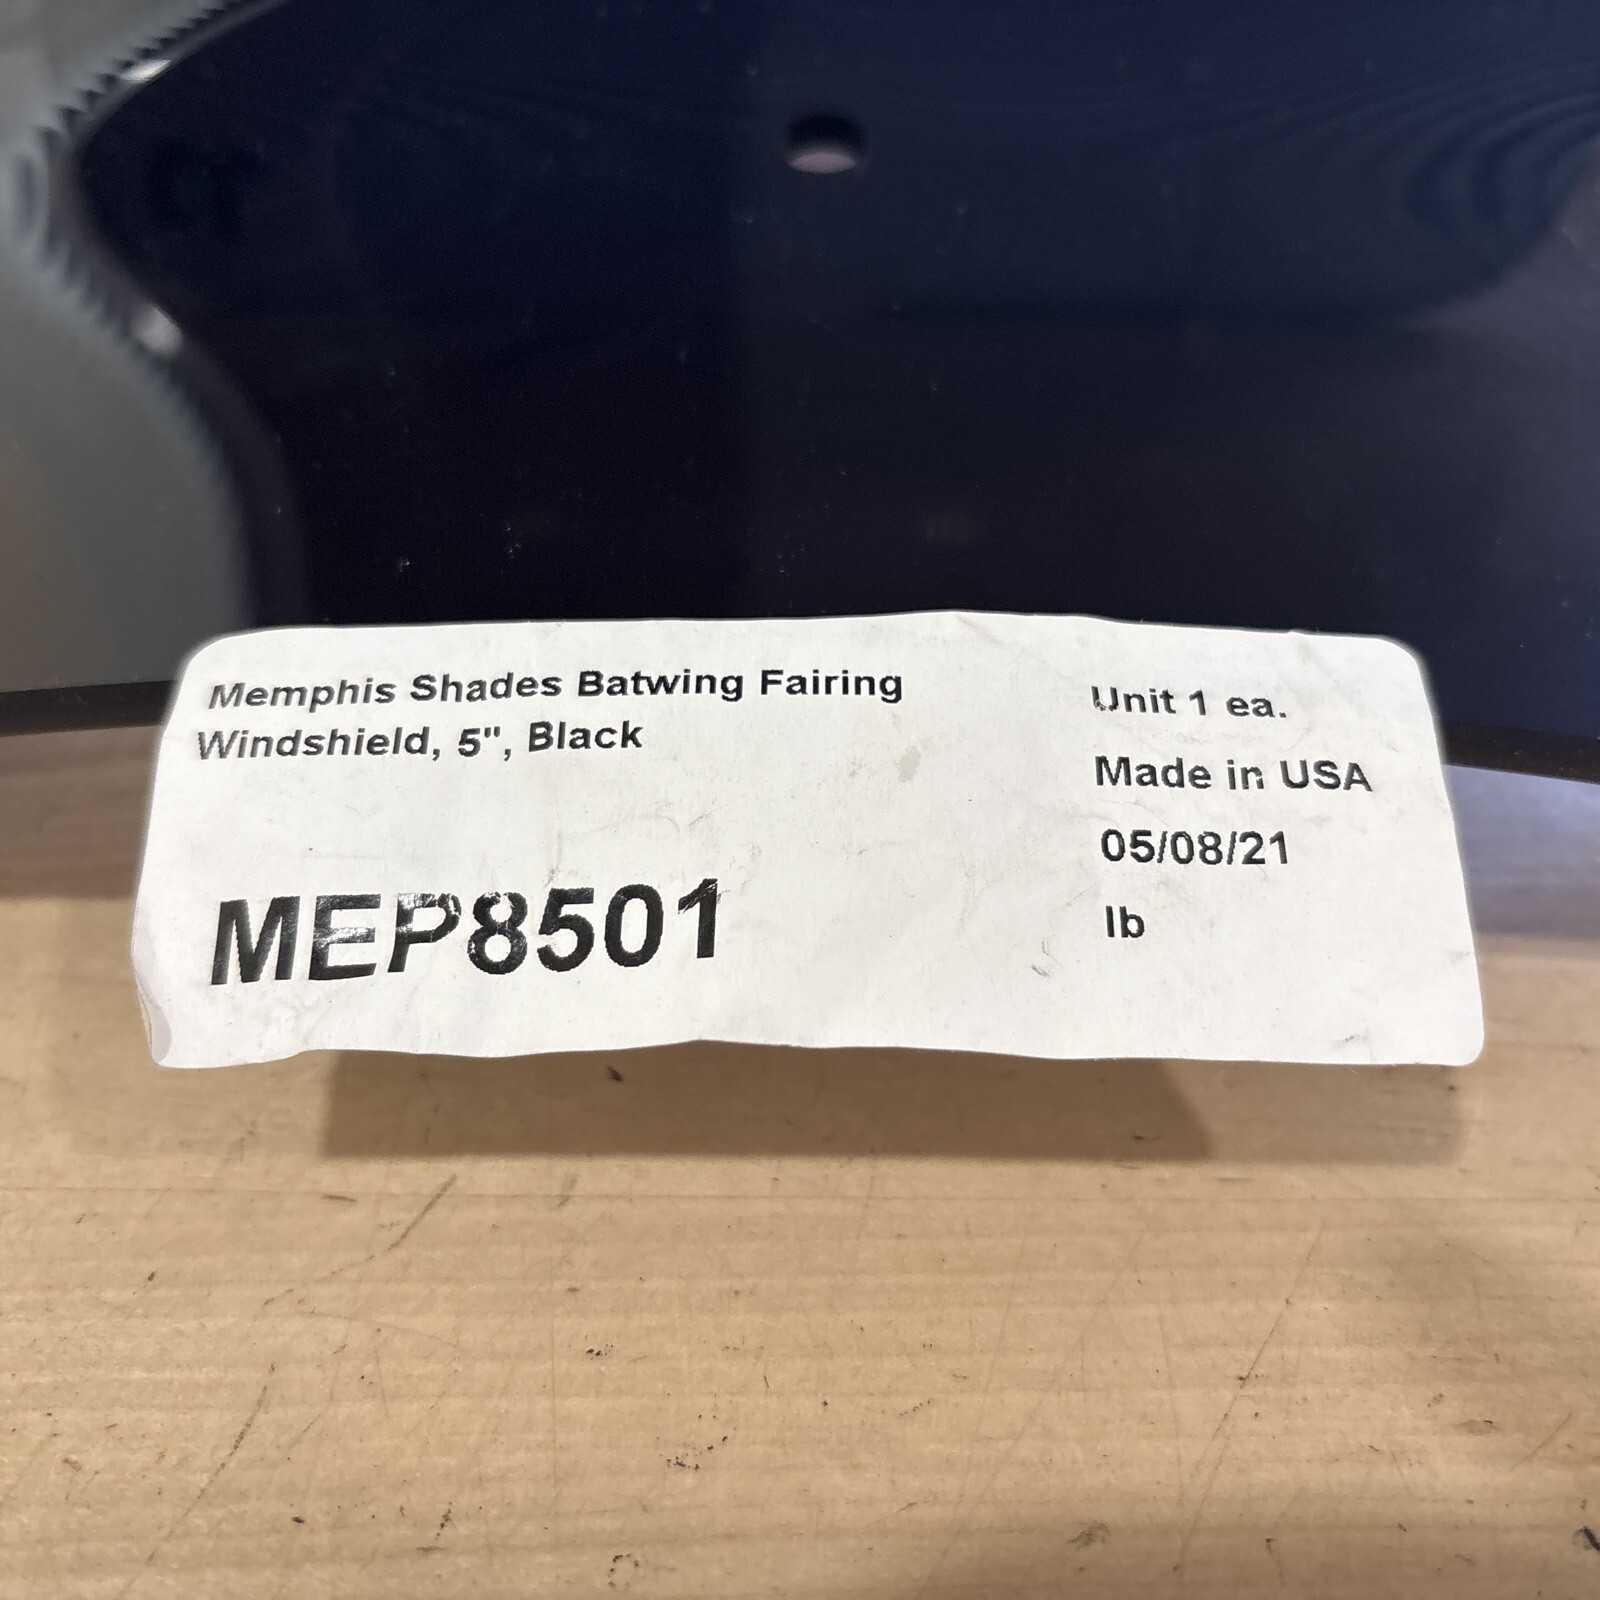 Memphis Shades Batwing Fairing
Windshield, 5", Black
MEP8501
Unit 1 ea.
Made in USA
05/08/21
lb